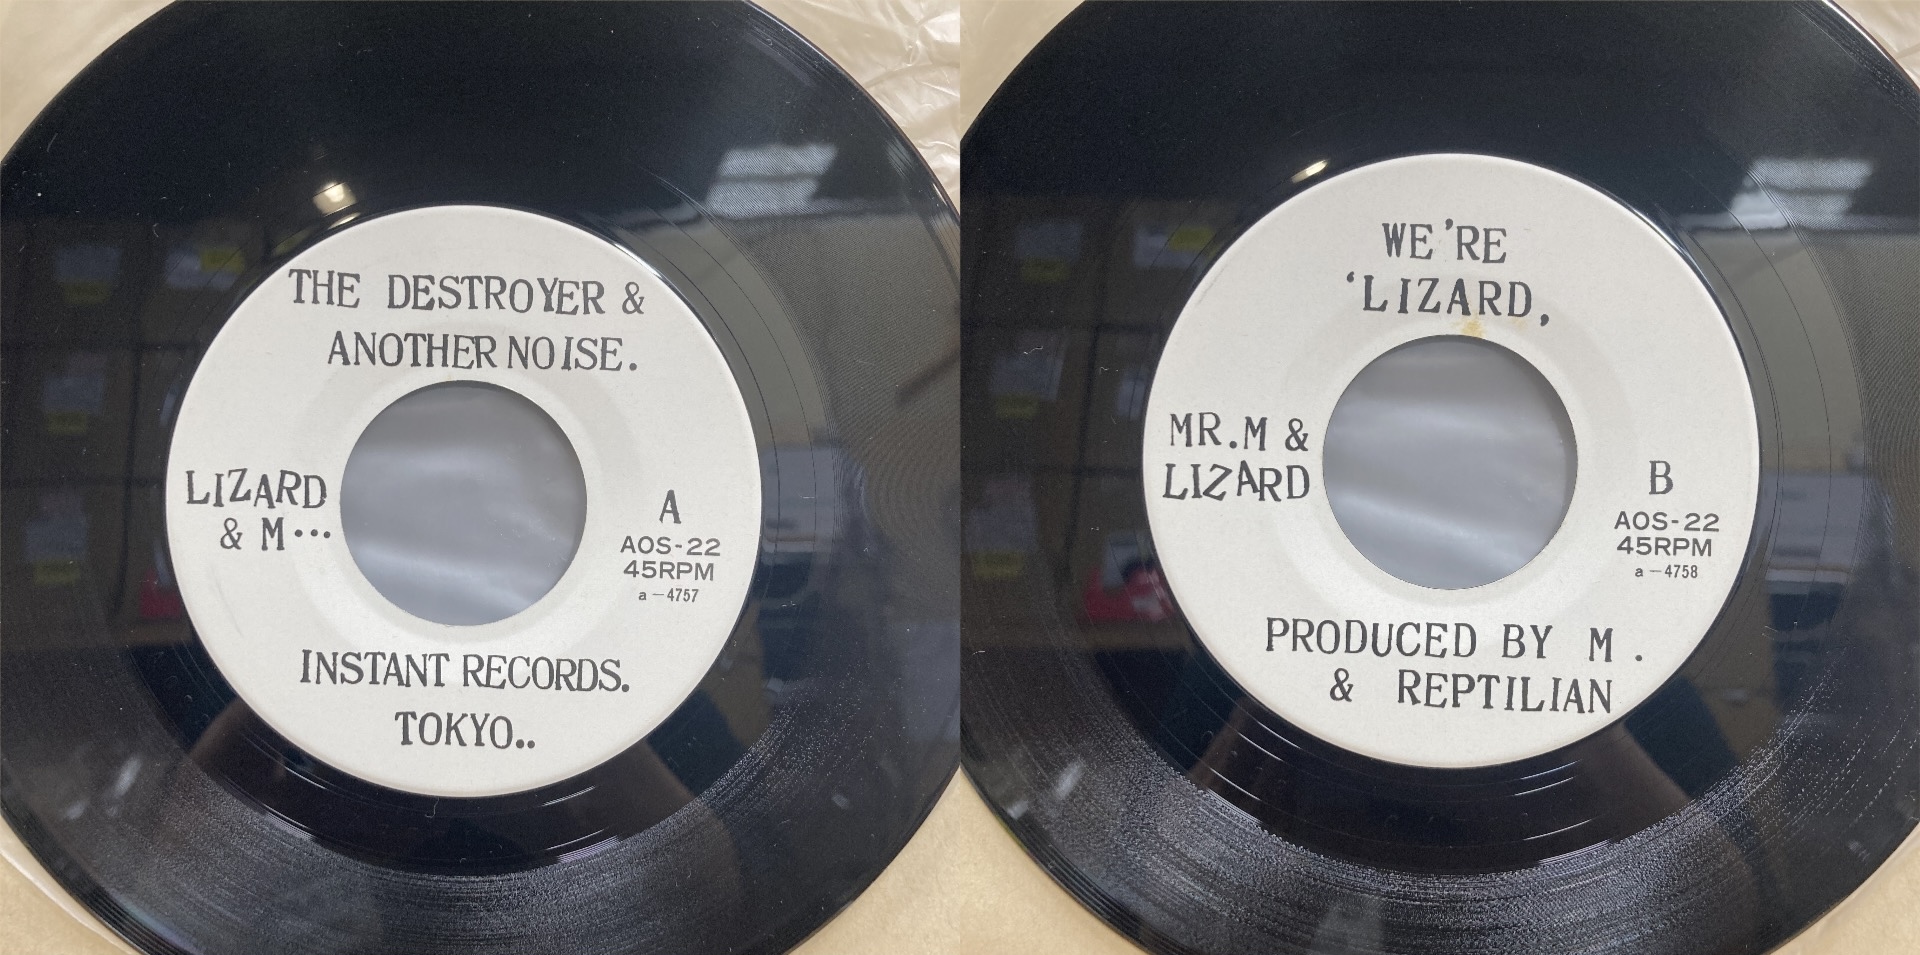 THE DESTROYER &
ANOTHER NOISE.
LIZARD
& M···
A
AOS-22
45RPM
a-4757
INSTANT RECORDS.
TOKYO..
WE'RE
'LIZARD,
MR.M &
LIZARD
B
AOS-22
45RPM
a-4758
PRODUCED BY M.
& REPTILIAN